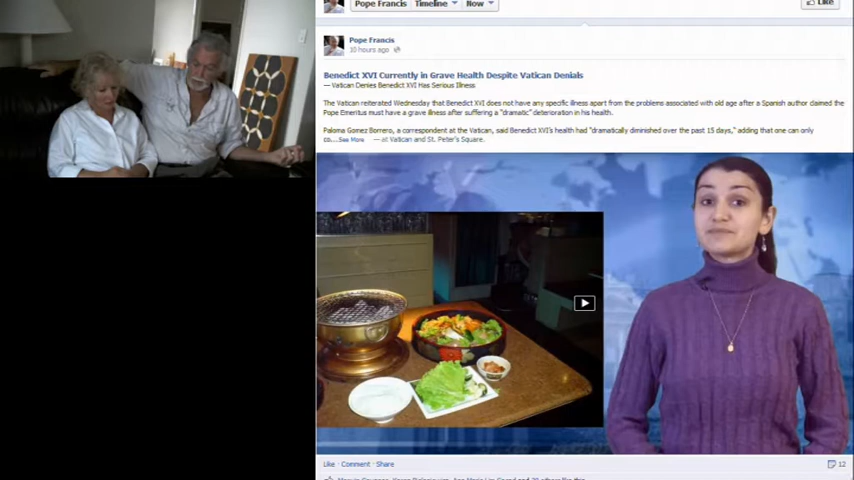 Pope Francis Timeline Now Like
Pope Francis
10 hours ago
Benedict XVI Currently in Grave Health Despite Vatican Denials
— Vatican Denies Benedict XVI Has Serious Illness
The Vatican reiterated Wednesday that Benedict XVI does not have any specific illness apart from the problems associated with old age after a Spanish author claimed the
Pope Emeritus must have a grave illness after suffering a "dramatic" deterioration in his health.
Paloma Gomez Borrero, a correspondent at the Vatican, said Benedict XVI's health had "dramatically diminished over the past 15 days," adding that one can only
co... See More — at Vatican and St. Peter's Square.
Like · Comment · Share 12
others like this.